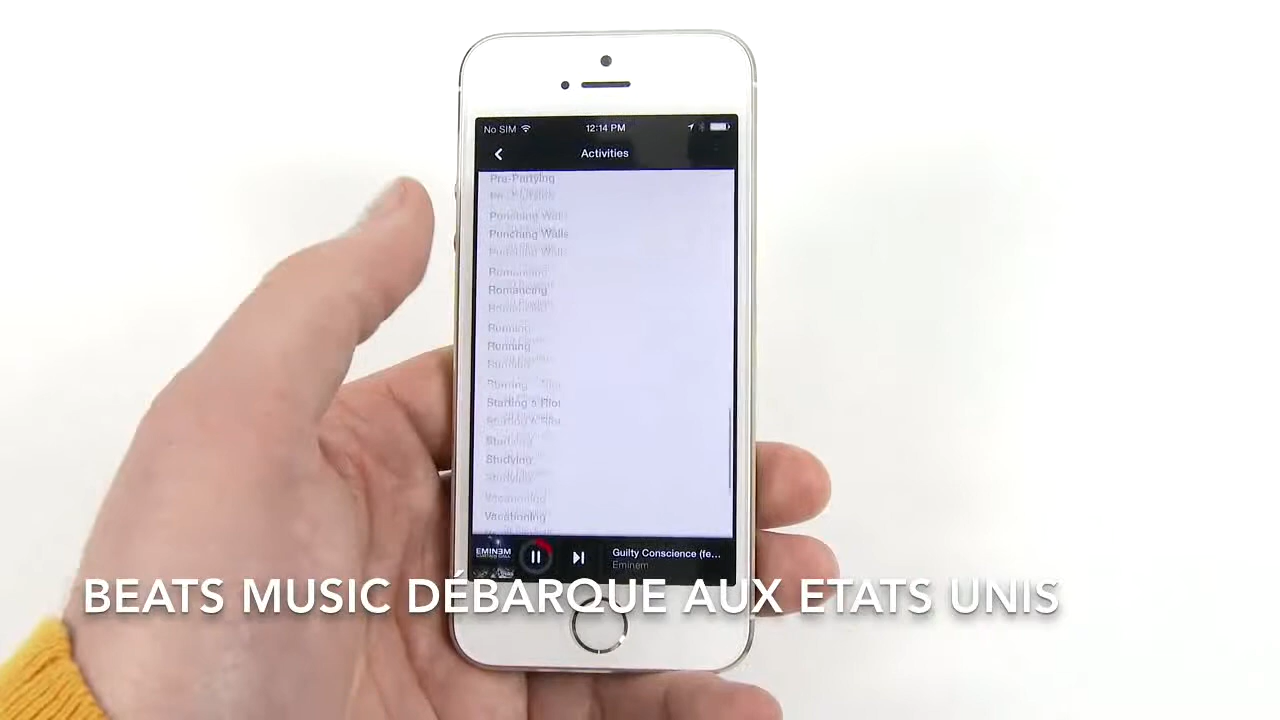 No SIM 12:14 PM
Activities
Pre-Partying
Punching Walls
Romancing
Running
Starting a Riot
Studying
Vacationing
EMINEM
Guilty Conscience (fe...
Eminem
BEATS MUSIC DÉBARQUE AUX ETATS UNIS